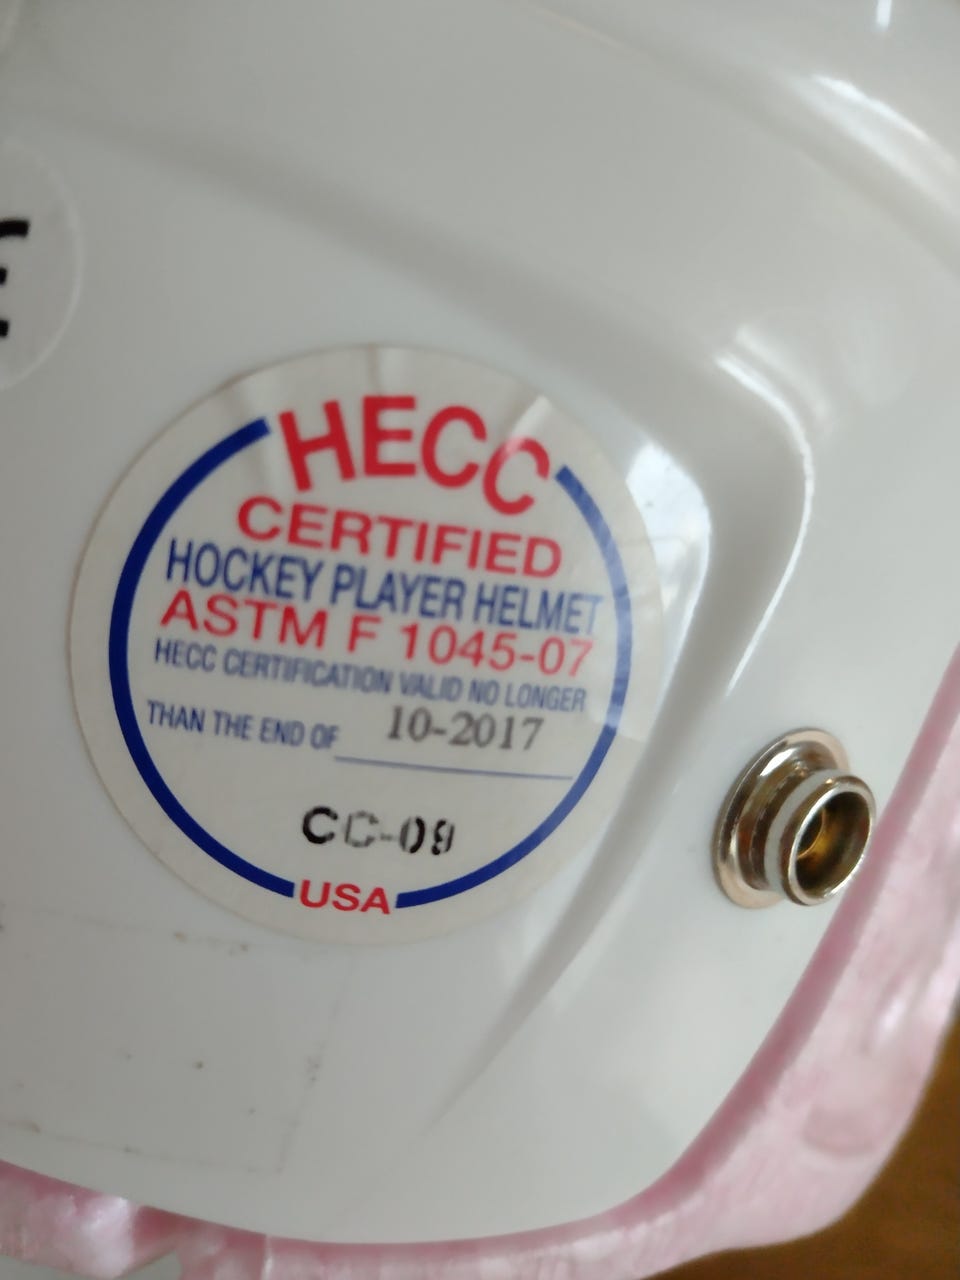 HECC
CERTIFIED
HOCKEY PLAYER HELMET
ASTM F 1045-07
HECC CERTIFICATION VALID NO LONGER
THAN THE END OF 10-2017
CC-09
USA